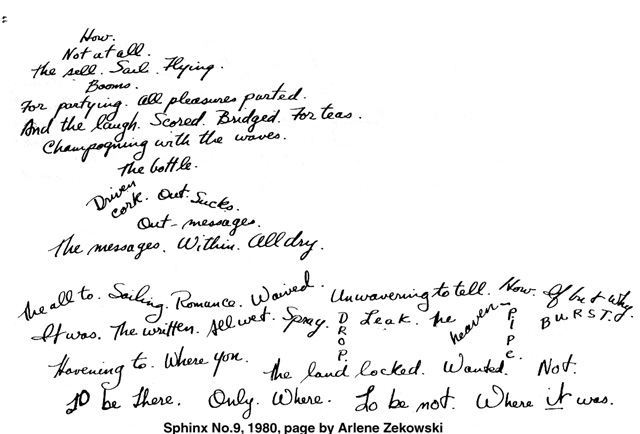 How.
Not at all.
The sell. Sail. Flying.
Booms.
For partying. All pleasures parted.
And the laugh. Scored. Bridged. For teas.
Champagning with the waves.
The bottle.
Driven cork. Out. Sucks.
Out-messages.
The messages. Within. All dry.
The all to. Sailing. Romance. Waived. Unwavering to tell. How. If but why.
It was. The written. All wet. Spray. DROP. Leak. The heaven-PIPE. BURST.
Havening to. Where you. The land locked. Wanted. Not.
To be there. Only. Where. To be not. Where it was.
Sphinx No.9, 1980, page by Arlene Zekowski